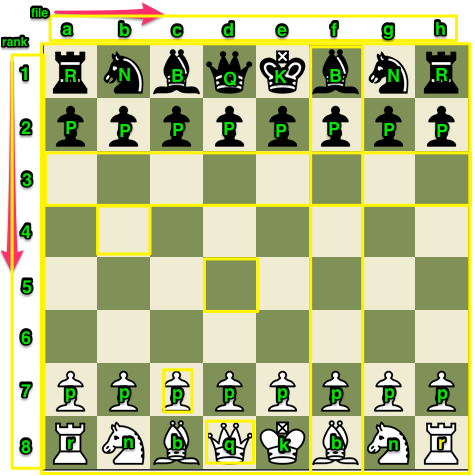 file
a b c d e f g h
rank
1 R N B Q K B N R
2 P P P P P P P P
3
4
5
6
7 p p p p p p p p
8 r n b q k b n r